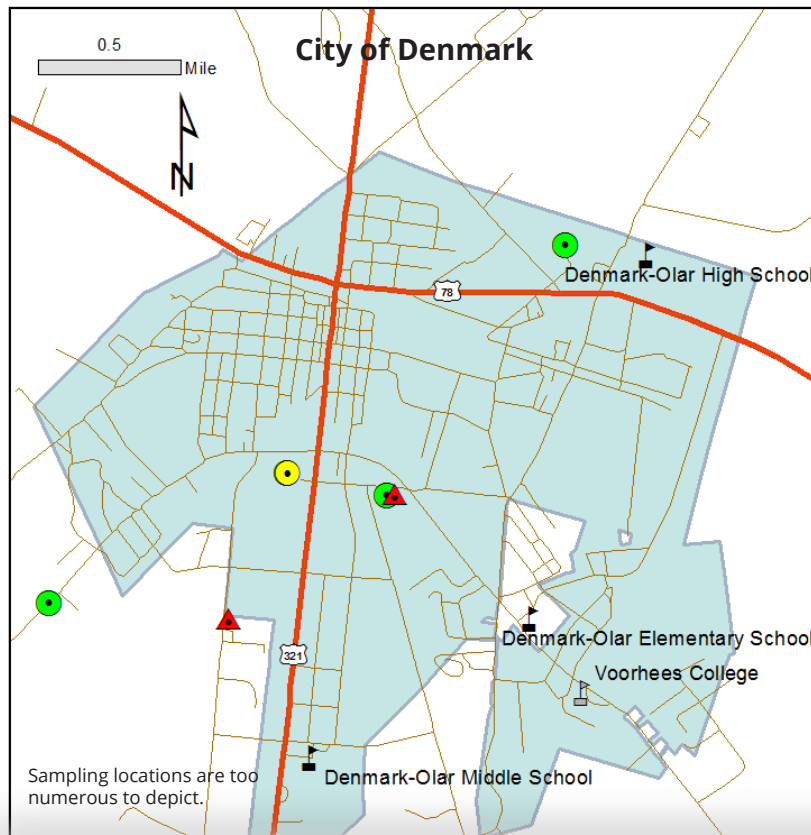 City of Denmark
0.5
Mile
N
Denmark-Olar High School
78
321
Denmark-Olar Elementary School
Voorhees College
Denmark-Olar Middle School
Sampling locations are too
numerous to depict.